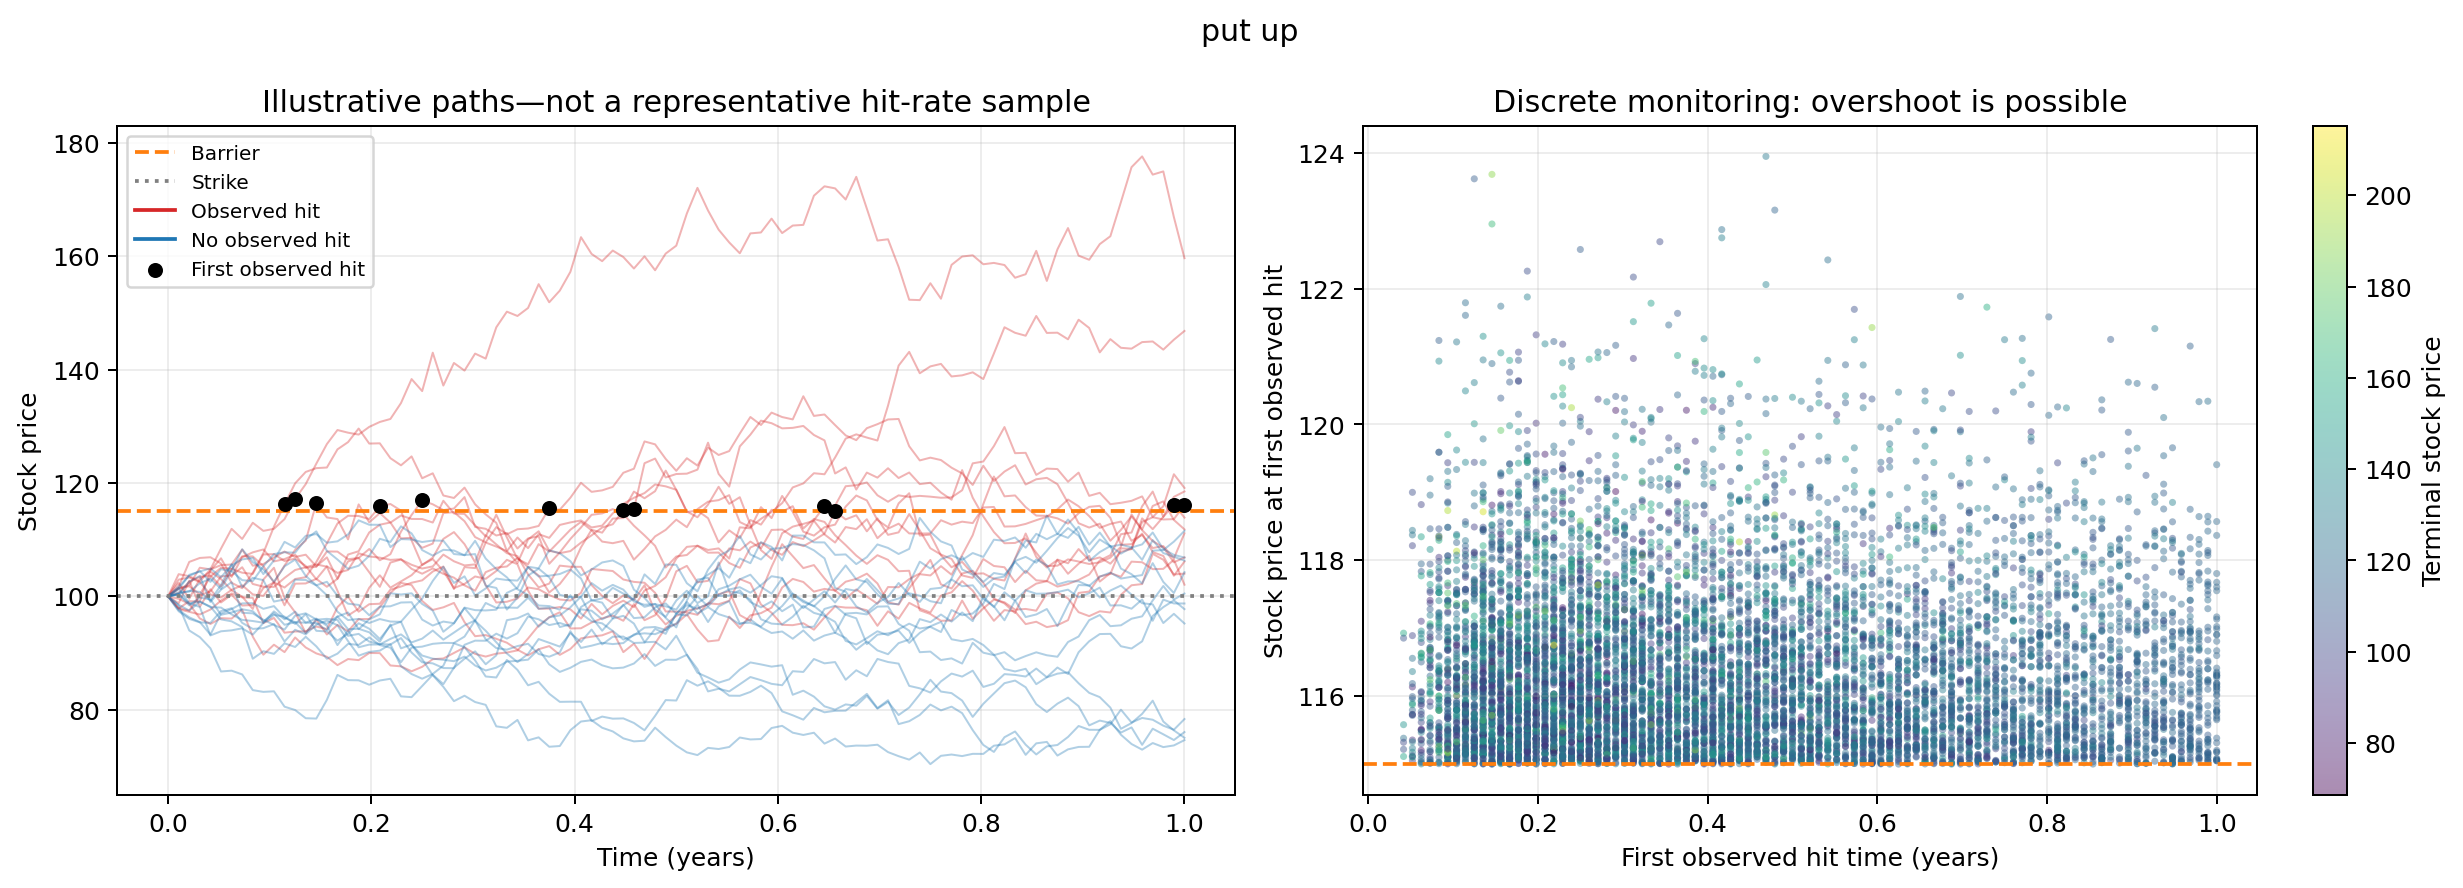 put up
Illustrative paths—not a representative hit-rate sample
180
160
140
120
100
80
Stock price
Barrier
Strike
Observed hit
No observed hit
First observed hit
0.0 0.2 0.4 0.6 0.8 1.0
Time (years)
Discrete monitoring: overshoot is possible
124
122
120
118
116
Stock price at first observed hit
0.0 0.2 0.4 0.6 0.8 1.0
First observed hit time (years)
200
180
160
140
120
100
80
Terminal stock price